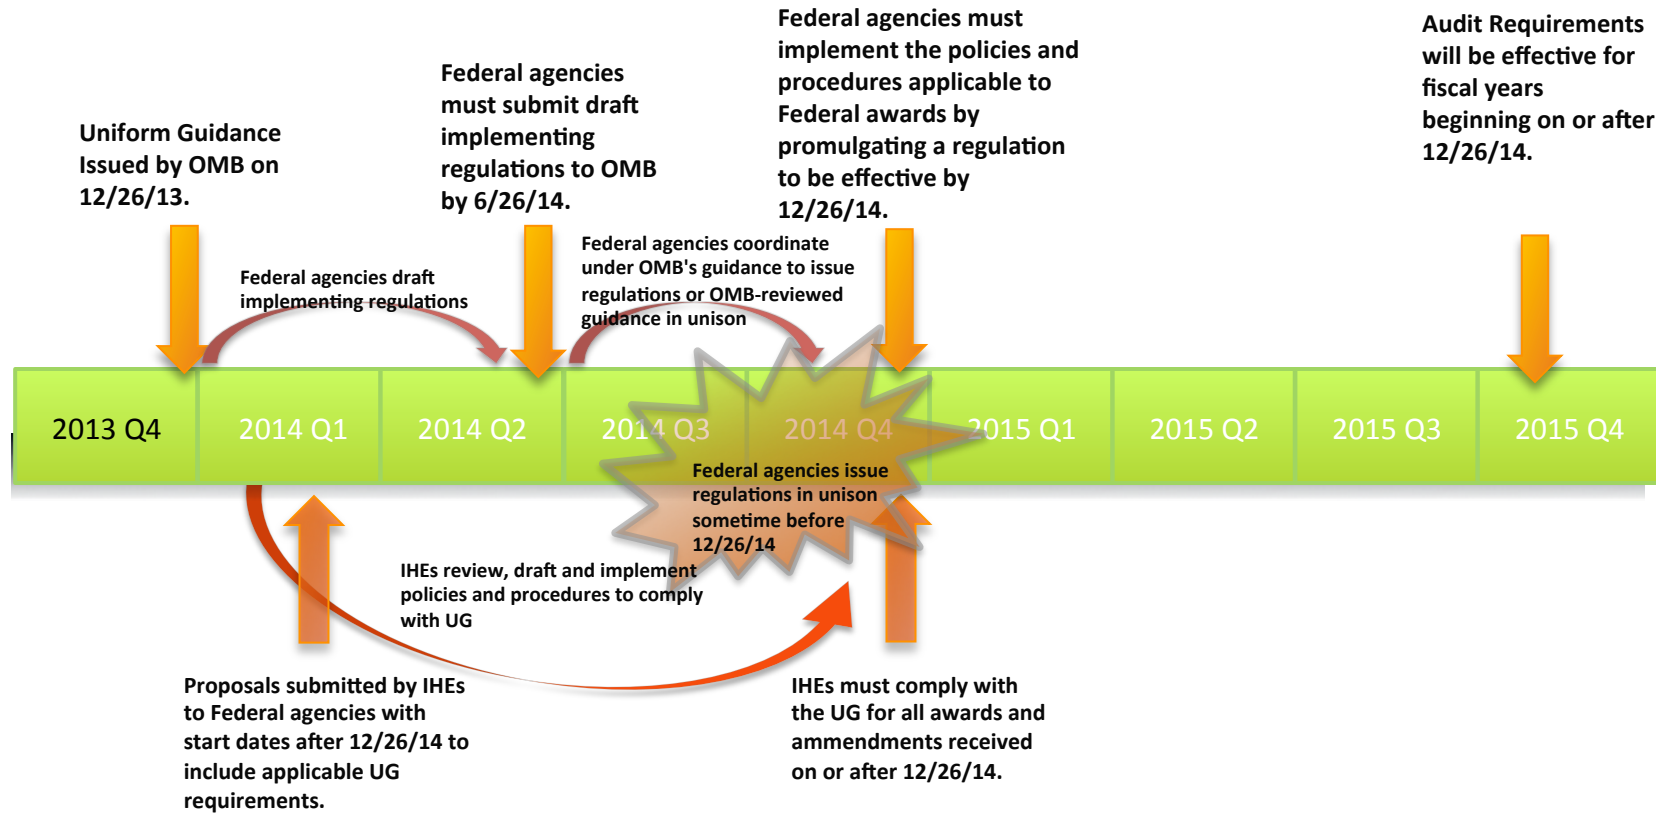 Uniform Guidance
Issued by OMB on
12/26/13.
Federal agencies
must submit draft
implementing
regulations to OMB
by 6/26/14.
Federal agencies must
implement the policies and
procedures applicable to
Federal awards by
promulgating a regulation
to be effective by
12/26/14.
Audit Requirements
will be effective for
fiscal years
beginning on or after
12/26/14.
Federal agencies draft
implementing regulations
Federal agencies coordinate
under OMB's guidance to issue
regulations or OMB-reviewed
guidance in unison
2013 Q4
2014 Q1
2014 Q2
2014 Q3
2014 Q4
2015 Q1
2015 Q2
2015 Q3
2015 Q4
Federal agencies issue
regulations in unison
sometime before
12/26/14
IHEs review, draft and implement
policies and procedures to comply
with UG
Proposals submitted by IHEs
to Federal agencies with
start dates after 12/26/14 to
include applicable UG
requirements.
IHEs must comply with
the UG for all awards and
ammendments received
on or after 12/26/14.